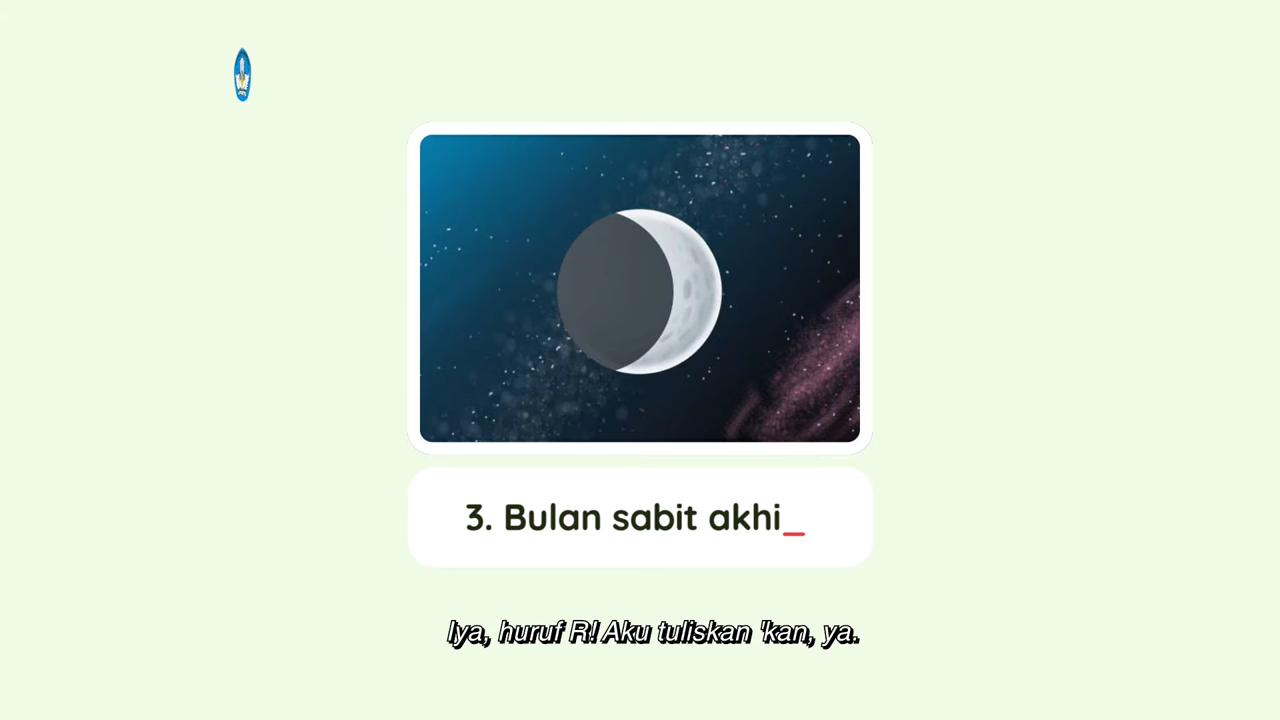 3. Bulan sabit akhi_
Iya, huruf R! Aku tuliskan 'kan, ya.